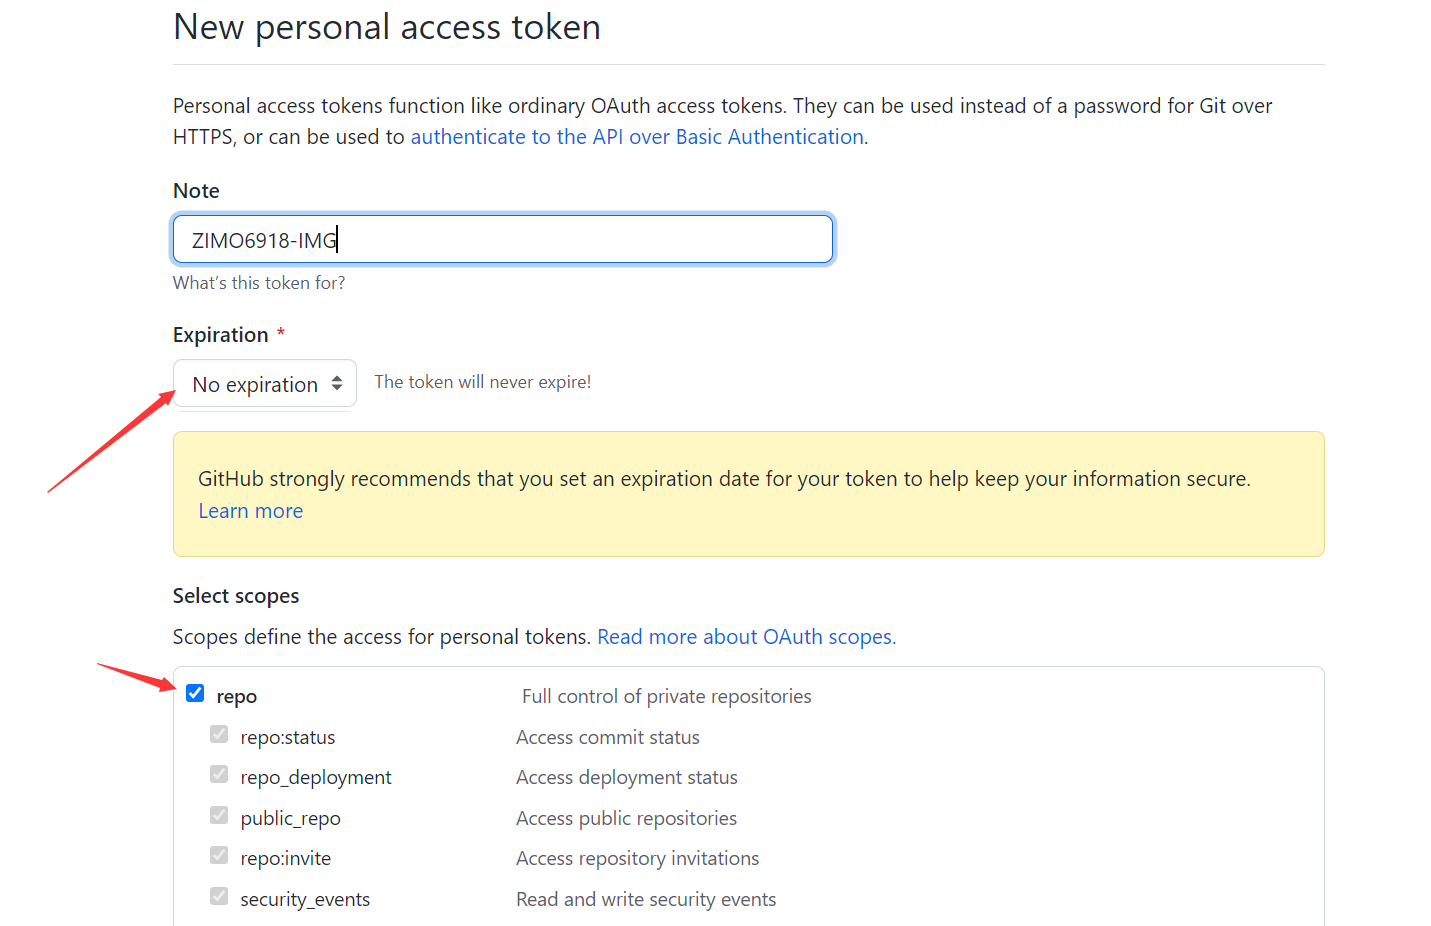 New personal access token
Personal access tokens function like ordinary OAuth access tokens. They can be used instead of a password for Git over
HTTPS, or can be used to authenticate to the API over Basic Authentication.
Note
ZIMO6918-IMG
What's this token for?
Expiration *
No expiration The token will never expire!
GitHub strongly recommends that you set an expiration date for your token to help keep your information secure.
Learn more
Select scopes
Scopes define the access for personal tokens. Read more about OAuth scopes.
repo Full control of private repositories
repo:status Access commit status
repo_deployment Access deployment status
public_repo Access public repositories
repo:invite Access repository invitations
security_events Read and write security events